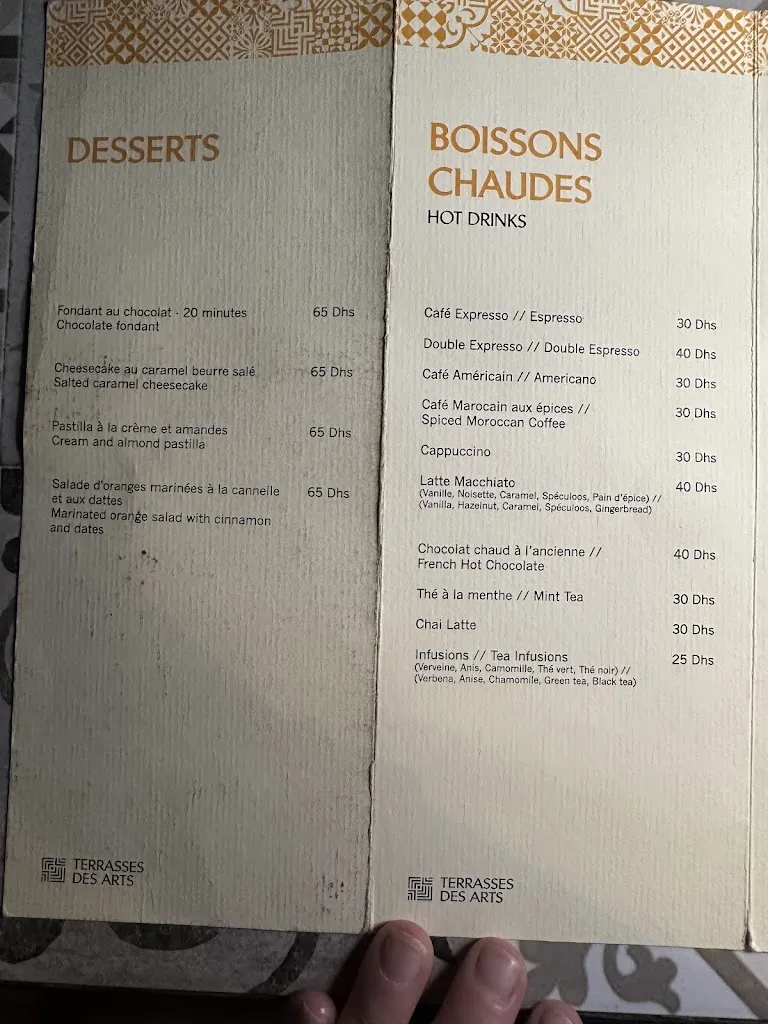 DESSERTS
Fondant au chocolat - 20 minutes 65 Dhs
Chocolate fondant
Cheesecake au caramel beurre salé 65 Dhs
Salted caramel cheesecake
Pastilla à la crème et amandes 65 Dhs
Cream and almond pastilla
Salade d'oranges marinées à la cannelle 65 Dhs
et aux dattes
Marinated orange salad with cinnamon
and dates
TERRASSES
DES ARTS
BOISSONS
CHAUDES
HOT DRINKS
Café Expresso // Espresso 30 Dhs
Double Expresso // Double Espresso 40 Dhs
Café Américain // Americano 30 Dhs
Café Marocain aux épices // 30 Dhs
Spiced Moroccan Coffee
Cappuccino 30 Dhs
Latte Macchiato 40 Dhs
(Vanille, Noisette, Caramel, Spéculoos, Pain d'épice) //
(Vanilla, Hazelnut, Caramel, Spéculoos, Gingerbread)
Chocolat chaud à l'ancienne // 40 Dhs
French Hot Chocolate
Thé à la menthe // Mint Tea 30 Dhs
Chai Latte 30 Dhs
Infusions // Tea Infusions 25 Dhs
(Verveine, Anis, Camomille, Thé vert, Thé noir) //
(Verbena, Anise, Chamomile, Green tea, Black tea)
TERRASSES
DES ARTS